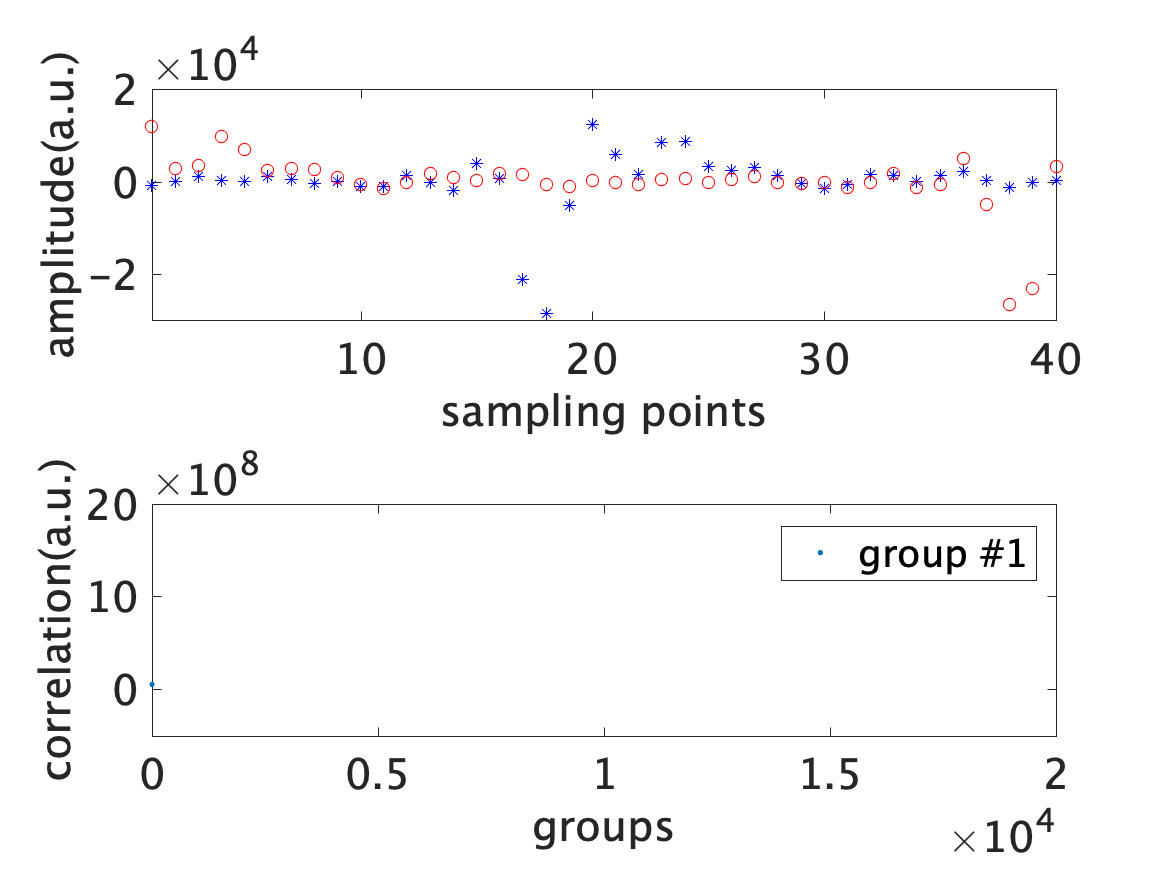 ×10^4
amplitude(a.u.)
2
0
−2
10 20 30 40
sampling points
×10^8
correlation(a.u.)
20
10
0
group #1
0 0.5 1 1.5 2
groups
×10^4